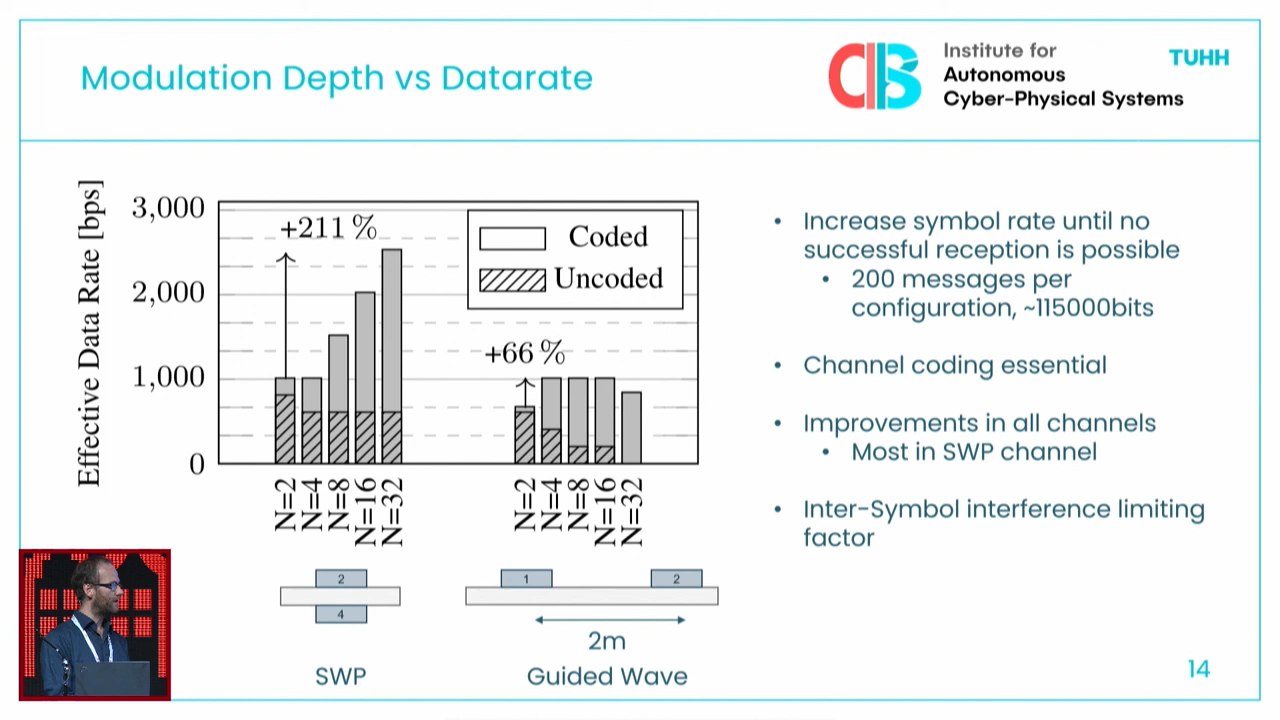 Modulation Depth vs Datarate
Institute for
Autonomous
Cyber-Physical Systems
TUHH
Effective Data Rate [bps]
3,000
2,000
1,000
0
+211 %
+66 %
Coded
Uncoded
N=2
N=4
N=8
N=16
N=32
N=2
N=4
N=8
N=16
N=32
2
4
SWP
1
2
2m
Guided Wave
• Increase symbol rate until no
successful reception is possible
• 200 messages per
configuration, ~115000bits
• Channel coding essential
• Improvements in all channels
• Most in SWP channel
• Inter-Symbol interference limiting
factor
14